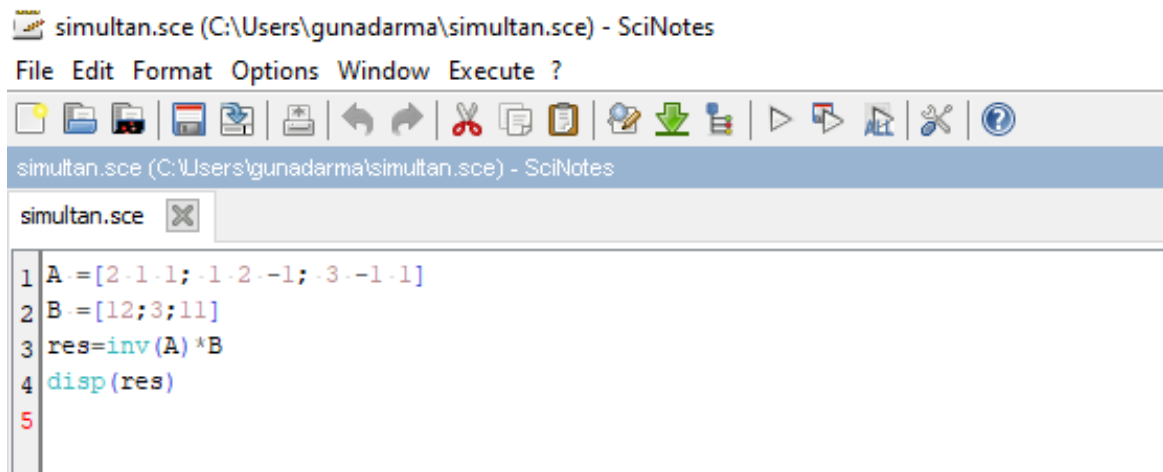 simultan.sce (C:\Users\gunadarma\simultan.sce) - SciNotes
File Edit Format Options Window Execute ?
simultan.sce (C:\Users\gunadarma\simultan.sce) - SciNotes
simultan.sce
1 A =[2 1 1; 1 2 -1; 3 -1 1]
2 B =[12;3;11]
3 res=inv(A)*B
4 disp(res)
5